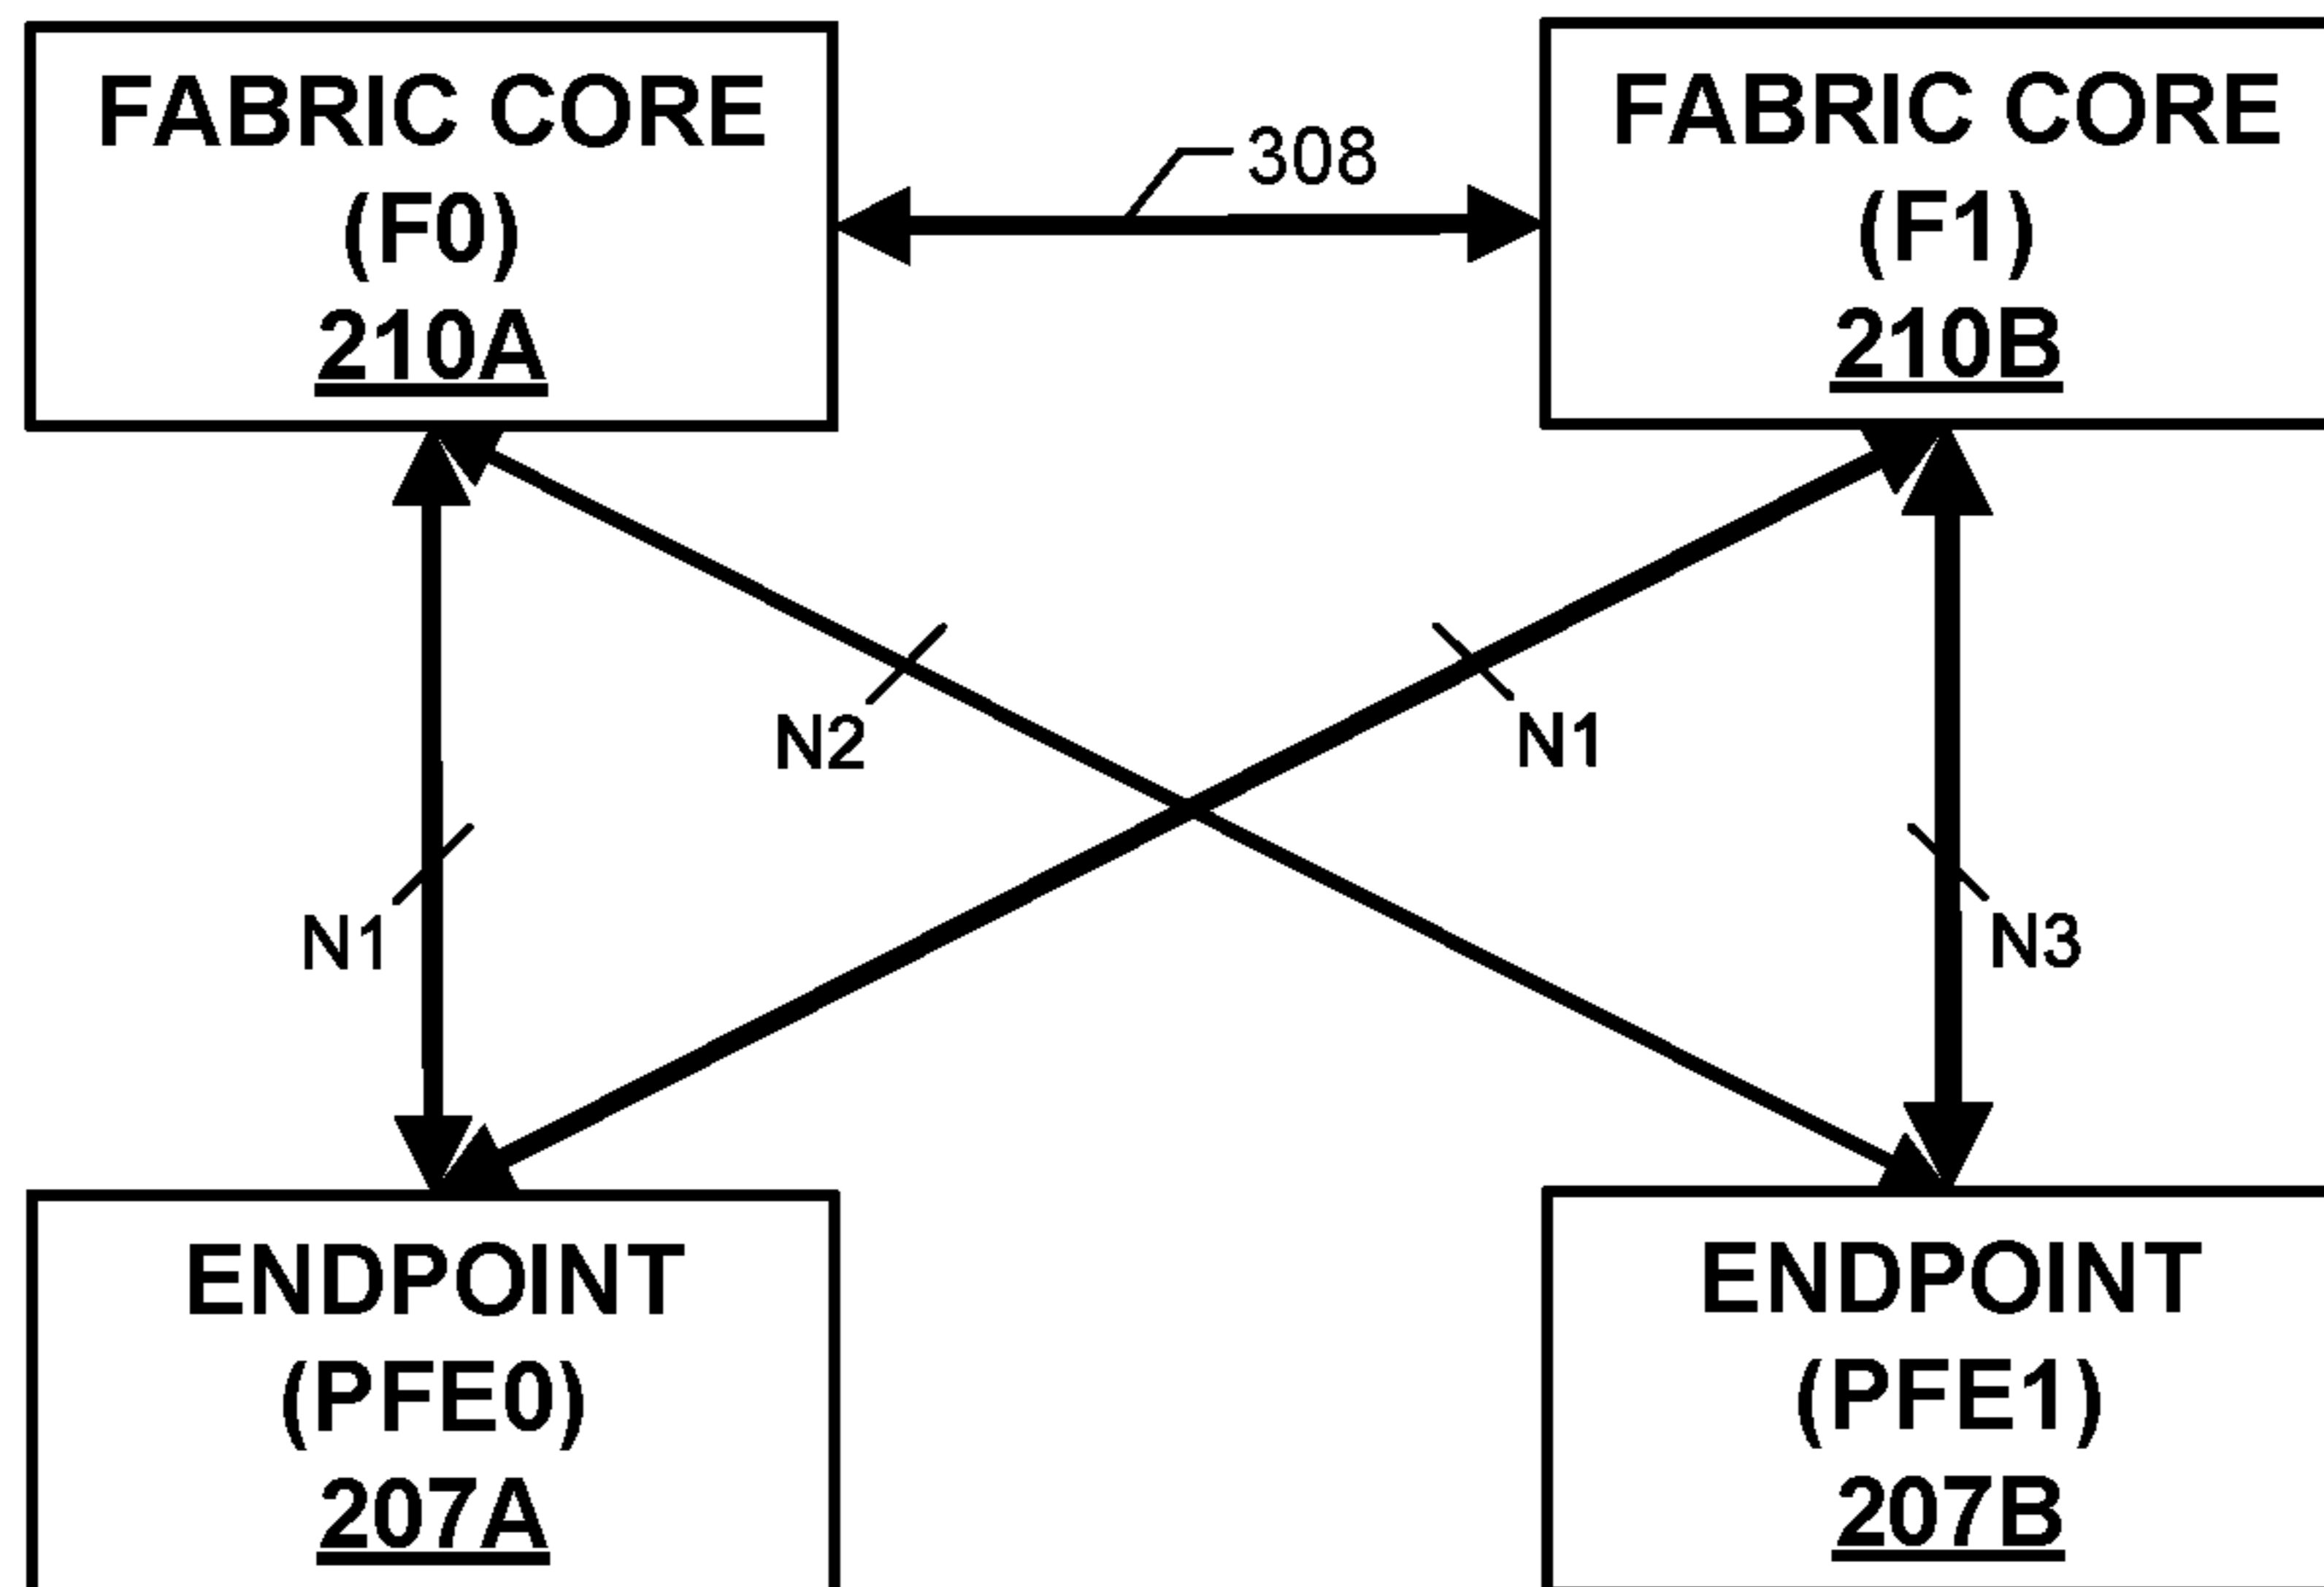 FABRIC CORE
(F0)
210A
308
FABRIC CORE
(F1)
210B
N2
N1
N1
N3
ENDPOINT
(PFE0)
207A
ENDPOINT
(PFE1)
207B